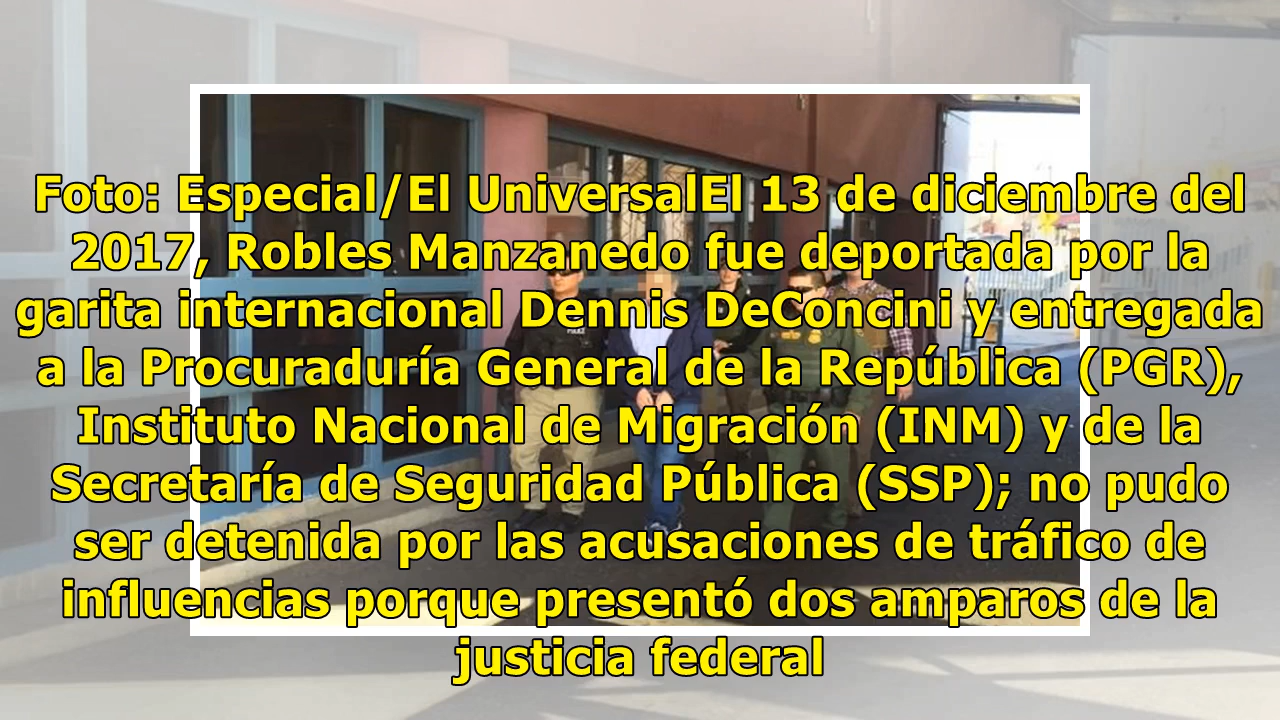 Foto: Especial/El UniversalEl 13 de diciembre del
2017, Robles Manzanedo fue deportada por la
garita internacional Dennis DeConcini y entregada
a la Procuraduría General de la República (PGR),
Instituto Nacional de Migración (INM) y de la
Secretaría de Seguridad Pública (SSP); no pudo
ser detenida por las acusaciones de tráfico de
influencias porque presentó dos amparos de la
justicia federal